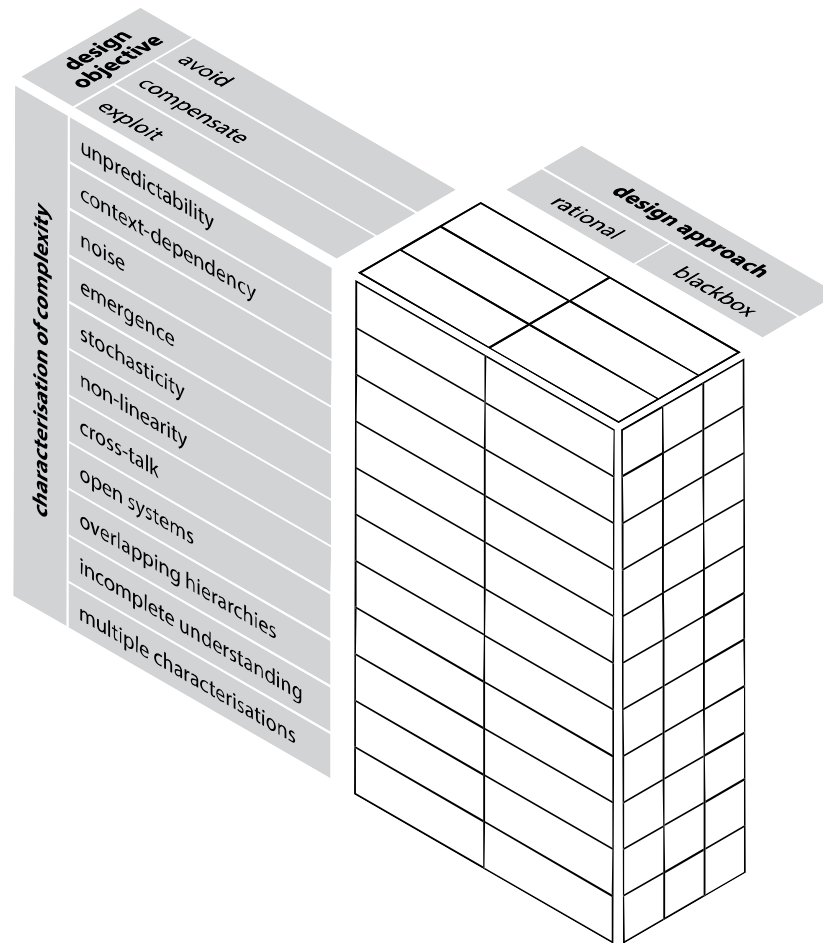 design
objective
avoid
compensate
exploit
characterisation of complexity
unpredictability
context-dependency
noise
emergence
stochasticity
non-linearity
cross-talk
open systems
overlapping hierarchies
incomplete understanding
multiple characterisations
design approach
rational
blackbox